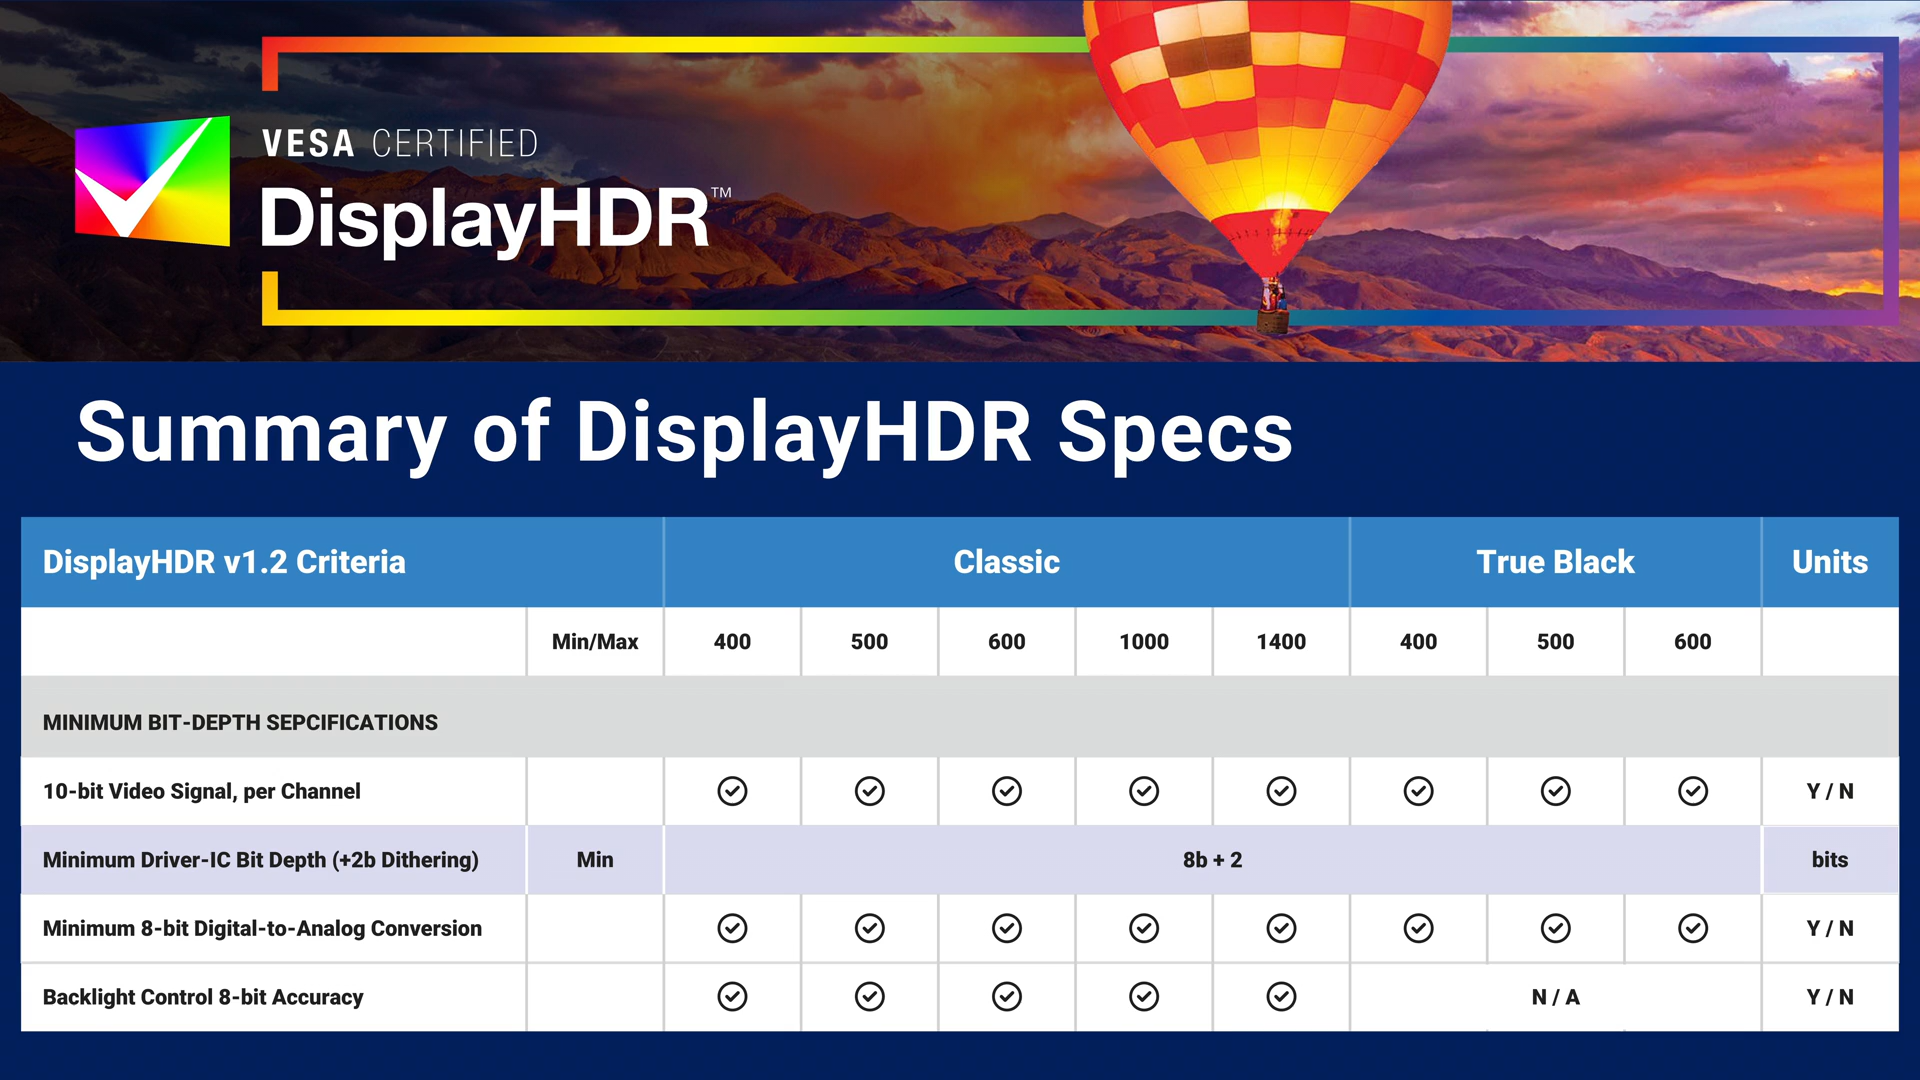 VESA CERTIFIED
DisplayHDR™
Summary of DisplayHDR Specs
DisplayHDR v1.2 Criteria Classic True Black Units
Min/Max 400 500 600 1000 1400 400 500 600
MINIMUM BIT-DEPTH SEPCIFICATIONS
10-bit Video Signal, per Channel Y / N
Minimum Driver-IC Bit Depth (+2b Dithering) Min 8b + 2 bits
Minimum 8-bit Digital-to-Analog Conversion Y / N
Backlight Control 8-bit Accuracy N / A Y / N